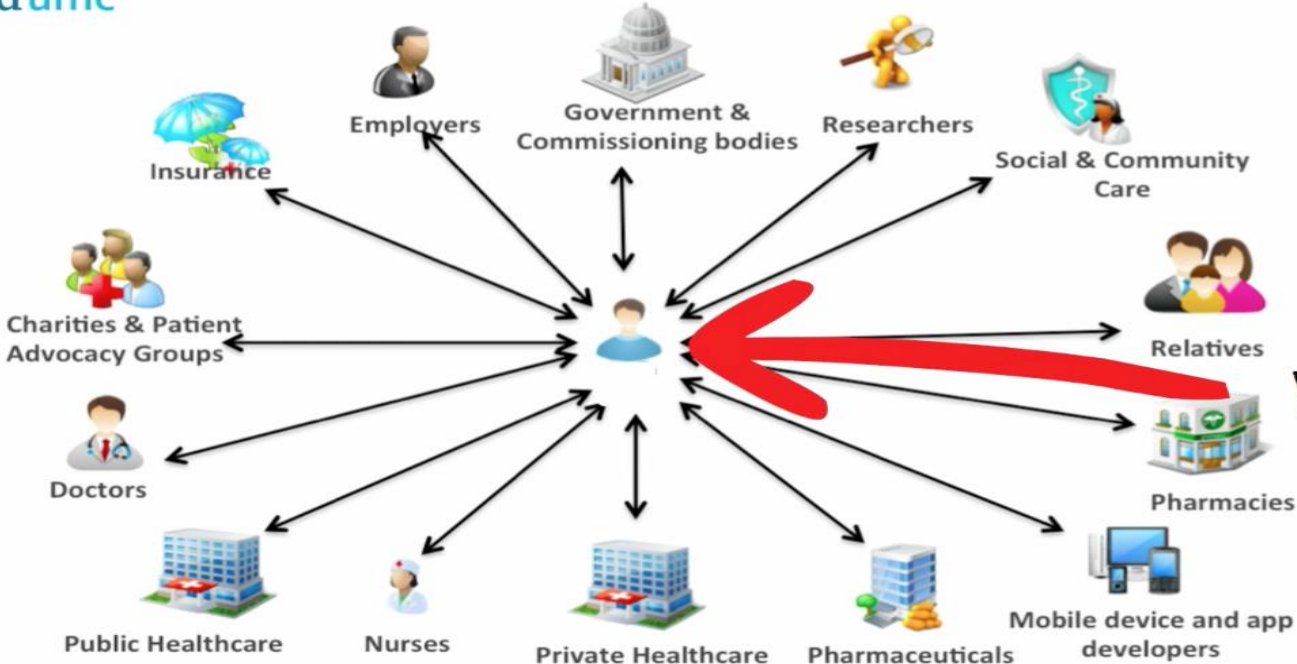 umc
Employers
Government &
Commissioning bodies
Researchers
Insurance
Social & Community
Care
Charities & Patient
Advocacy Groups
Relatives
Doctors
Pharmacies
Public Healthcare
Nurses
Private Healthcare
Pharmaceuticals
Mobile device and app
developers